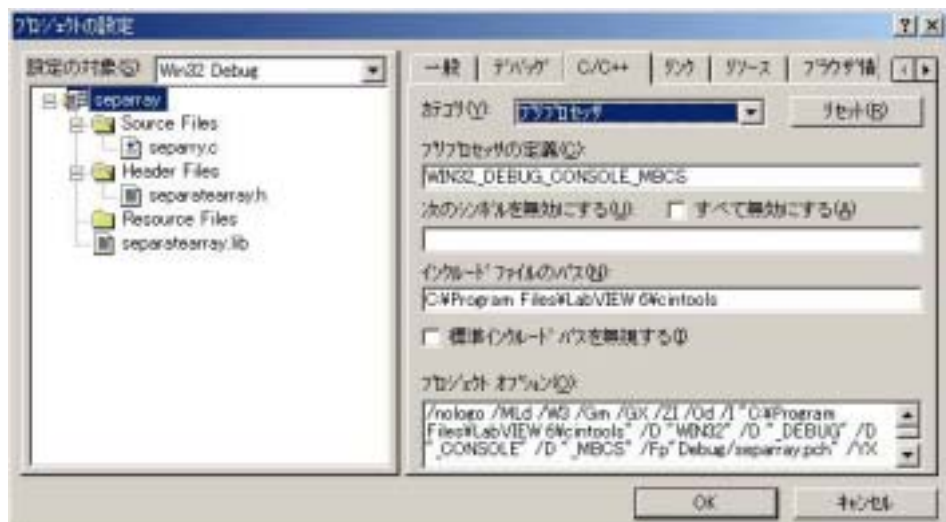 プロジェクトの設定
設定の対象(S): Win32 Debug
separray
Source Files
separry.c
Header Files
separatearray.h
Resource Files
separatearray.lib
一般 デバッグ C/C++ リンク リソース ブラウザ情
カテゴリ(Y): プリプロセッサ リセット(R)
プリプロセッサの定義(C):
WIN32,_DEBUG,_CONSOLE,_MBCS
次のシンボルを無効にする(U): すべて無効にする(A)
インクルード ファイルのパス(N):
C:¥Program Files¥LabVIEW 6¥cintools
標準インクルード パスを無視する(I)
プロジェクト オプション(O):
/nologo /MLd /W3 /Gm /GX /ZI /Od /I "C:¥Program
Files¥LabVIEW 6¥cintools" /D "WIN32" /D "_DEBUG" /D
"_CONSOLE" /D "_MBCS" /Fp"Debug/separray.pch" /YX
OK キャンセル